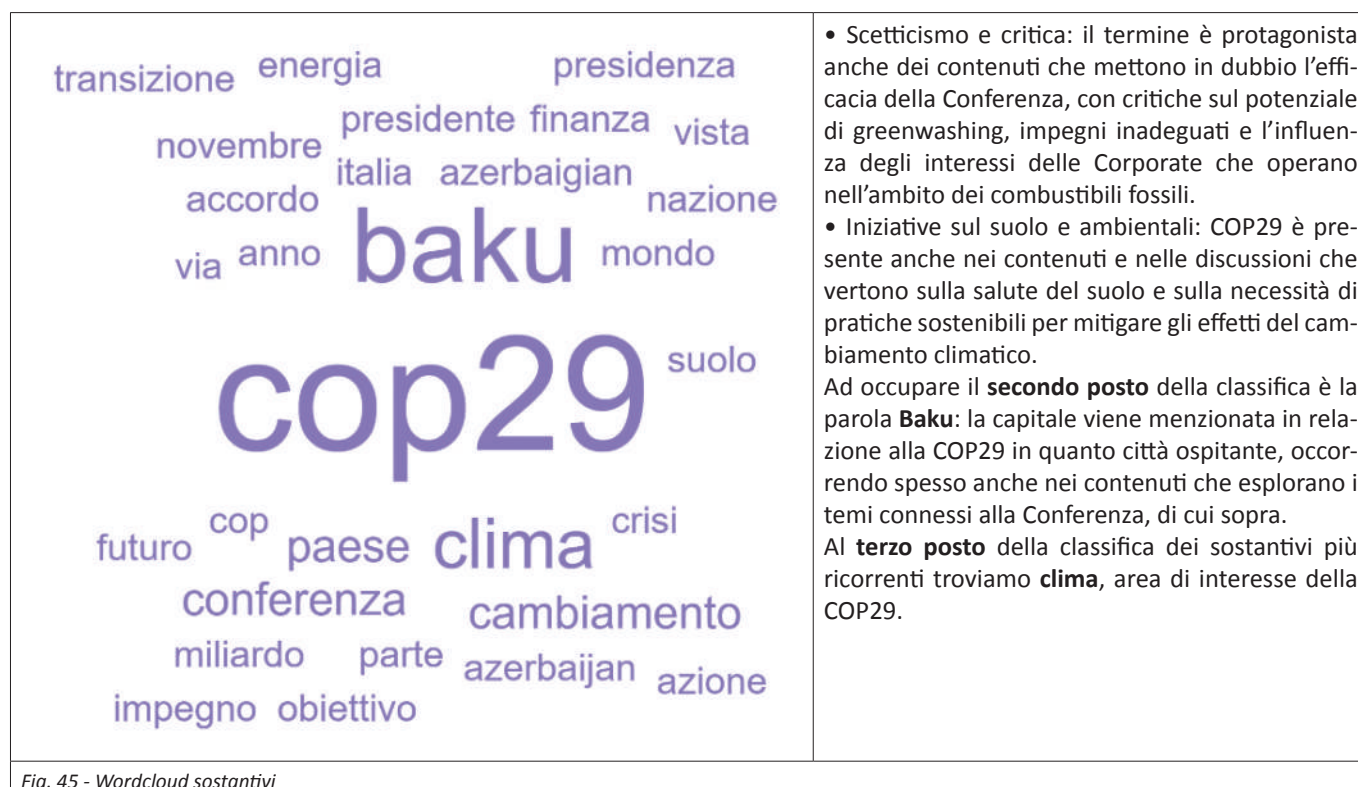 transizione energia presidenza
novembre presidente finanza vista
accordo italia azerbaigian nazione
via anno baku mondo
cop29 suolo
futuro cop paese clima crisi
conferenza cambiamento
miliardo parte azerbaijan azione
impegno obiettivo
• Scetticismo e critica: il termine è protagonista
anche dei contenuti che mettono in dubbio l'effi-
cacia della Conferenza, con critiche sul potenziale
di greenwashing, impegni inadeguati e l'influen-
za degli interessi delle Corporate che operano
nell'ambito dei combustibili fossili.
• Iniziative sul suolo e ambientali: COP29 è pre-
sente anche nei contenuti e nelle discussioni che
vertono sulla salute del suolo e sulla necessità di
pratiche sostenibili per mitigare gli effetti del cam-
biamento climatico.
Ad occupare il secondo posto della classifica è la
parola Baku: la capitale viene menzionata in rela-
zione alla COP29 in quanto città ospitante, occor-
rendo spesso anche nei contenuti che esplorano i
temi connessi alla Conferenza, di cui sopra.
Al terzo posto della classifica dei sostantivi più
ricorrenti troviamo clima, area di interesse della
COP29.
Fig. 45 - Wordcloud sostantivi